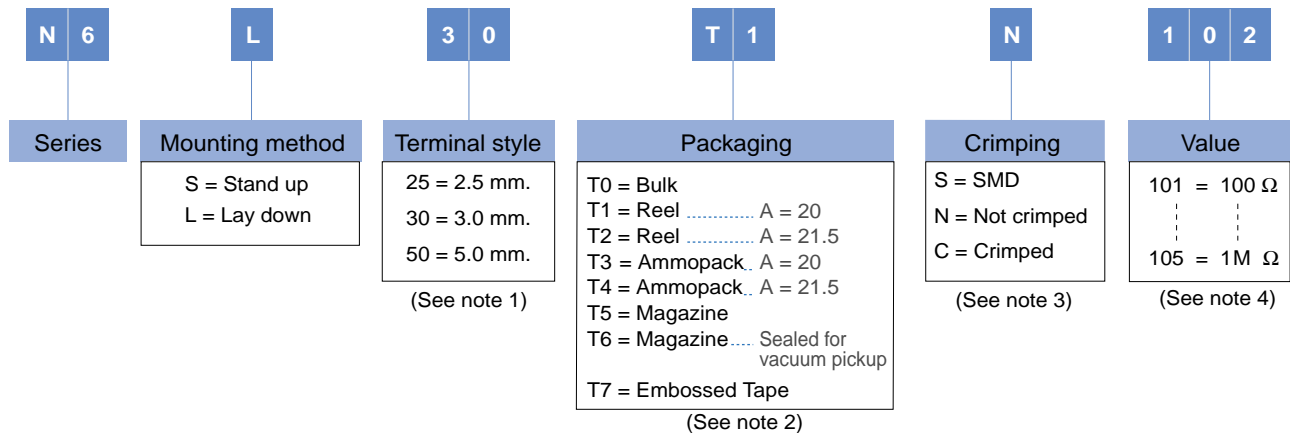 N 6 L 3 0 T 1 N 1 0 2
Series Mounting method Terminal style Packaging Crimping Value
S = Stand up
L = Lay down
25 = 2.5 mm.
30 = 3.0 mm.
50 = 5.0 mm.
(See note 1)
T0 = Bulk
T1 = Reel A = 20
T2 = Reel A = 21.5
T3 = Ammopack A = 20
T4 = Ammopack A = 21.5
T5 = Magazine
T6 = Magazine Sealed for
vacuum pickup
T7 = Embossed Tape
(See note 2)
S = SMD
N = Not crimped
C = Crimped
(See note 3)
101 = 100 Ω
105 = 1M Ω
(See note 4)